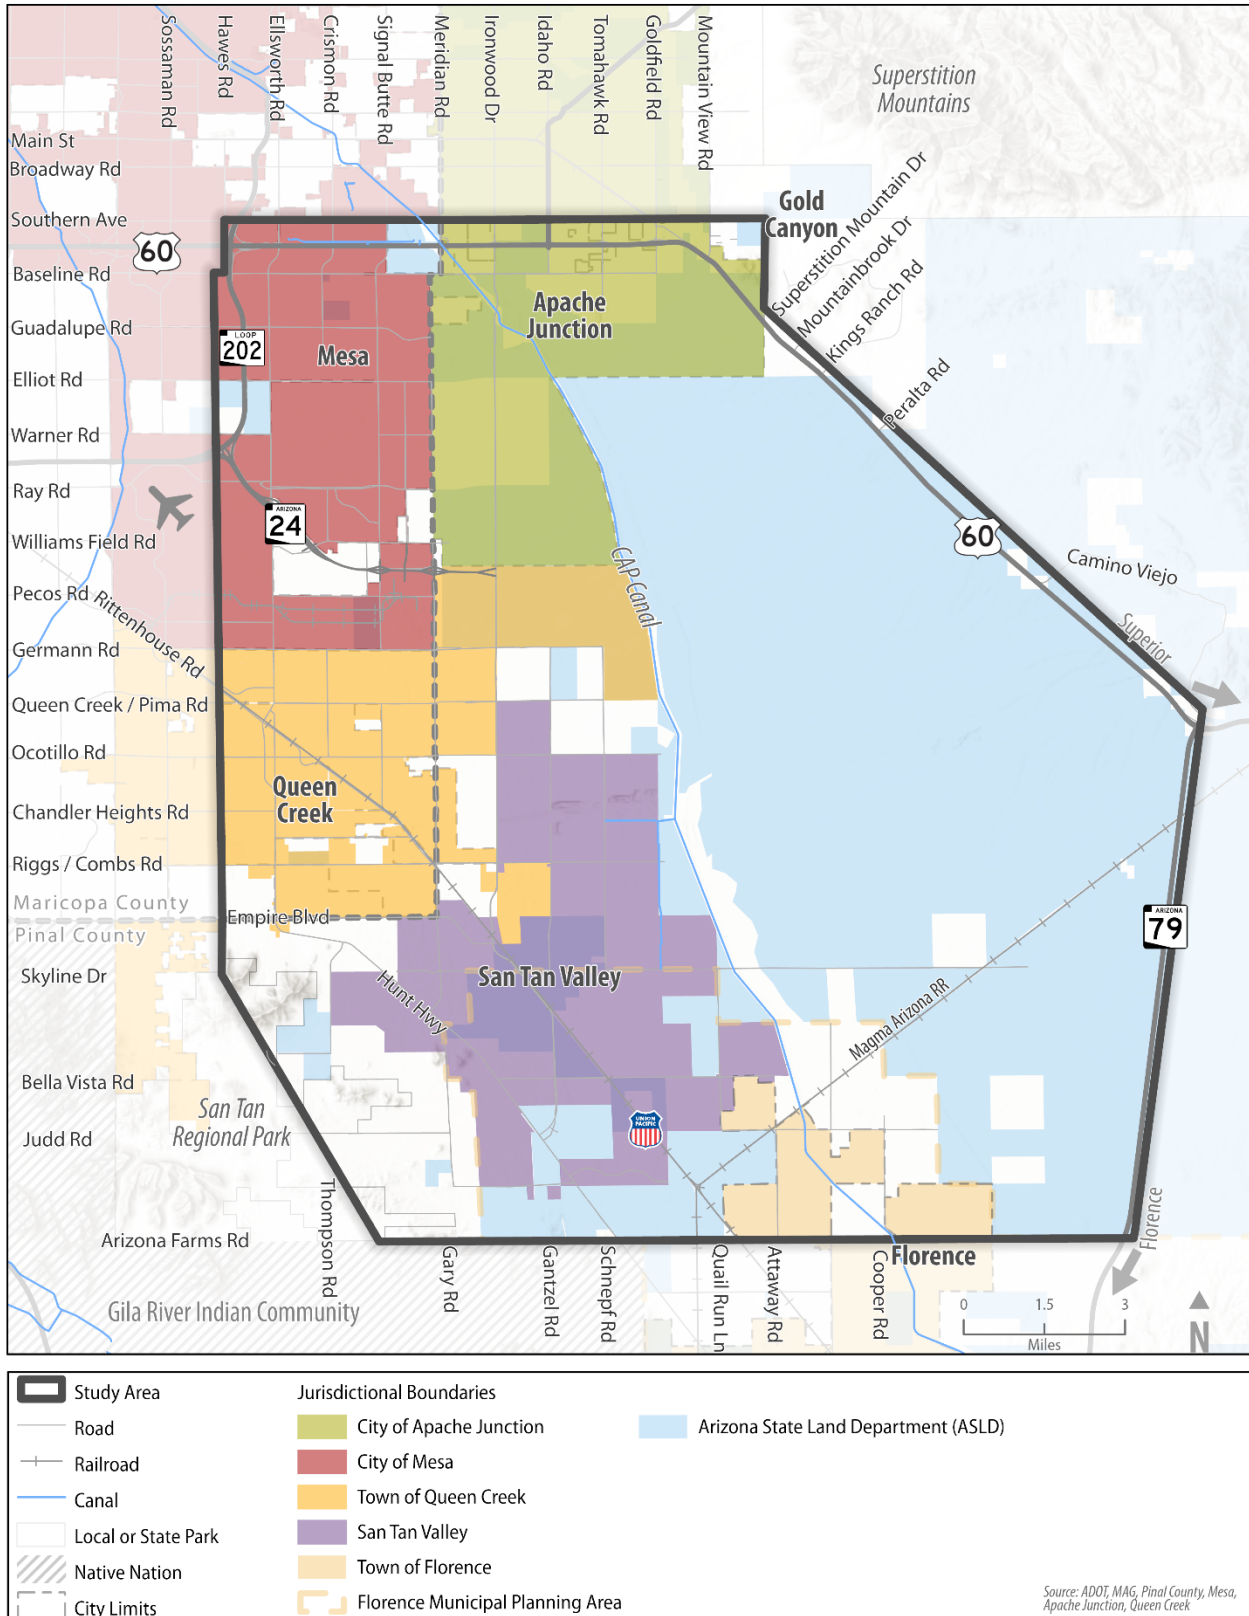 Sossaman Rd
Hawes Rd
Ellsworth Rd
Crismon Rd
Signal Butte Rd
Meridian Rd
Ironwood Dr
Idaho Rd
Tomahawk Rd
Goldfield Rd
Mountain View Rd
Superstition
Mountains
Main St
Broadway Rd
Southern Ave
60
Baseline Rd
Guadalupe Rd
Elliot Rd
Warner Rd
Ray Rd
Williams Field Rd
Pecos Rd
Rittenhouse Rd
Germann Rd
Queen Creek / Pima Rd
Ocotillo Rd
Chandler Heights Rd
Riggs / Combs Rd
Maricopa County
Pinal County
Empire Blvd
Skyline Dr
Bella Vista Rd
Judd Rd
Arizona Farms Rd
Gold
Canyon
Superstition Mountain Dr
Mountainbrook Dr
Kings Ranch Rd
Peralta Rd
Apache
Junction
LOOP
202
Mesa
ARIZONA
24
CAP Canal
60
Camino Viejo
Superior
Queen
Creek
ARIZONA
79
San Tan Valley
Hunt Hwy
Magma Arizona RR
San Tan
Regional Park
UNION
PACIFIC
Thompson Rd
Gary Rd
Gantzel Rd
Schnepf Rd
Quail Run Ln
Attaway Rd
Cooper Rd
Florence
Florence
Gila River Indian Community
0 1.5 3
Miles
N
Study Area
Road
Railroad
Canal
Local or State Park
Native Nation
City Limits
Jurisdictional Boundaries
City of Apache Junction
City of Mesa
Town of Queen Creek
San Tan Valley
Town of Florence
Florence Municipal Planning Area
Arizona State Land Department (ASLD)
Source: ADOT, MAG, Pinal County, Mesa,
Apache Junction, Queen Creek